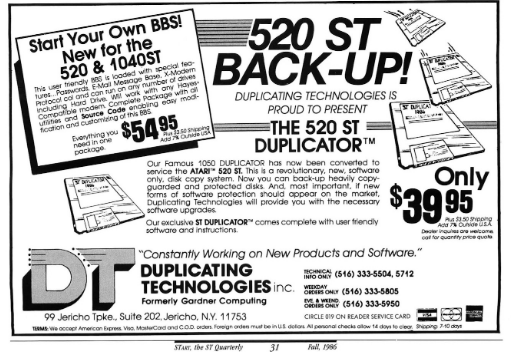 Start Your Own BBS!
New for the
520 & 1040ST
This user friendly BBS is loaded with special fea-
tures.. Passwords, E-Mail Message Base, X-Modem
Protocol and can run on any number of drives
including Hard Drive. Will work with any Hayes-
Compatible modem. Complete Package with all
utilities and Source Code enabling easy mod-
ification and customizing of this BBS.
Everything you
need in one
package.
$54.95
Plus $3.50 Shipping
Add 7% Outside U.S.A.
520 ST
BACK-UP!
DUPLICATING TECHNOLOGIES IS
PROUD TO PRESENT
THE 520 ST
DUPLICATOR™
Our Famous 1050 DUPLICATOR has now been converted to
service the ATARI™ 520 ST. This is a revolutionary, new, software
only, disk copy system. Now you can back-up heavily copy-
guarded and protected disks. And, most important, if new
forms of software protection should appear on the market,
Duplicating Technologies will provide you with the necessary
software upgrades.
Our exclusive ST DUPLICATOR™ comes complete with user friendly
software and instructions.
Only
$39.95
Plus $3.50 Shipping
Add 7% Outside U.S.A.
Dealer inquires are welcome,
call for quantity price quote.
DT
"Constantly Working on New Products and Software."
DUPLICATING
TECHNOLOGIES inc.
Formerly Gardner Computing
TECHNICAL
INFO ONLY (516) 333-5504, 5712
WEEKDAY
ORDERS ONLY (516) 333-5805
EVE. & WKEND
ORDERS ONLY (516) 333-5950
CIRCLE 019 ON READER SERVICE CARD
99 Jericho Tpke., Suite 202, Jericho, N.Y. 11753
TERMS: We accept American Express, Visa, MasterCard and C.O.D. orders. Foreign orders must be in U.S. dollars. All personal checks allow 14 days to clear. Shipping: 7-10 days
START, the ST Quarterly 31 Fall, 1986